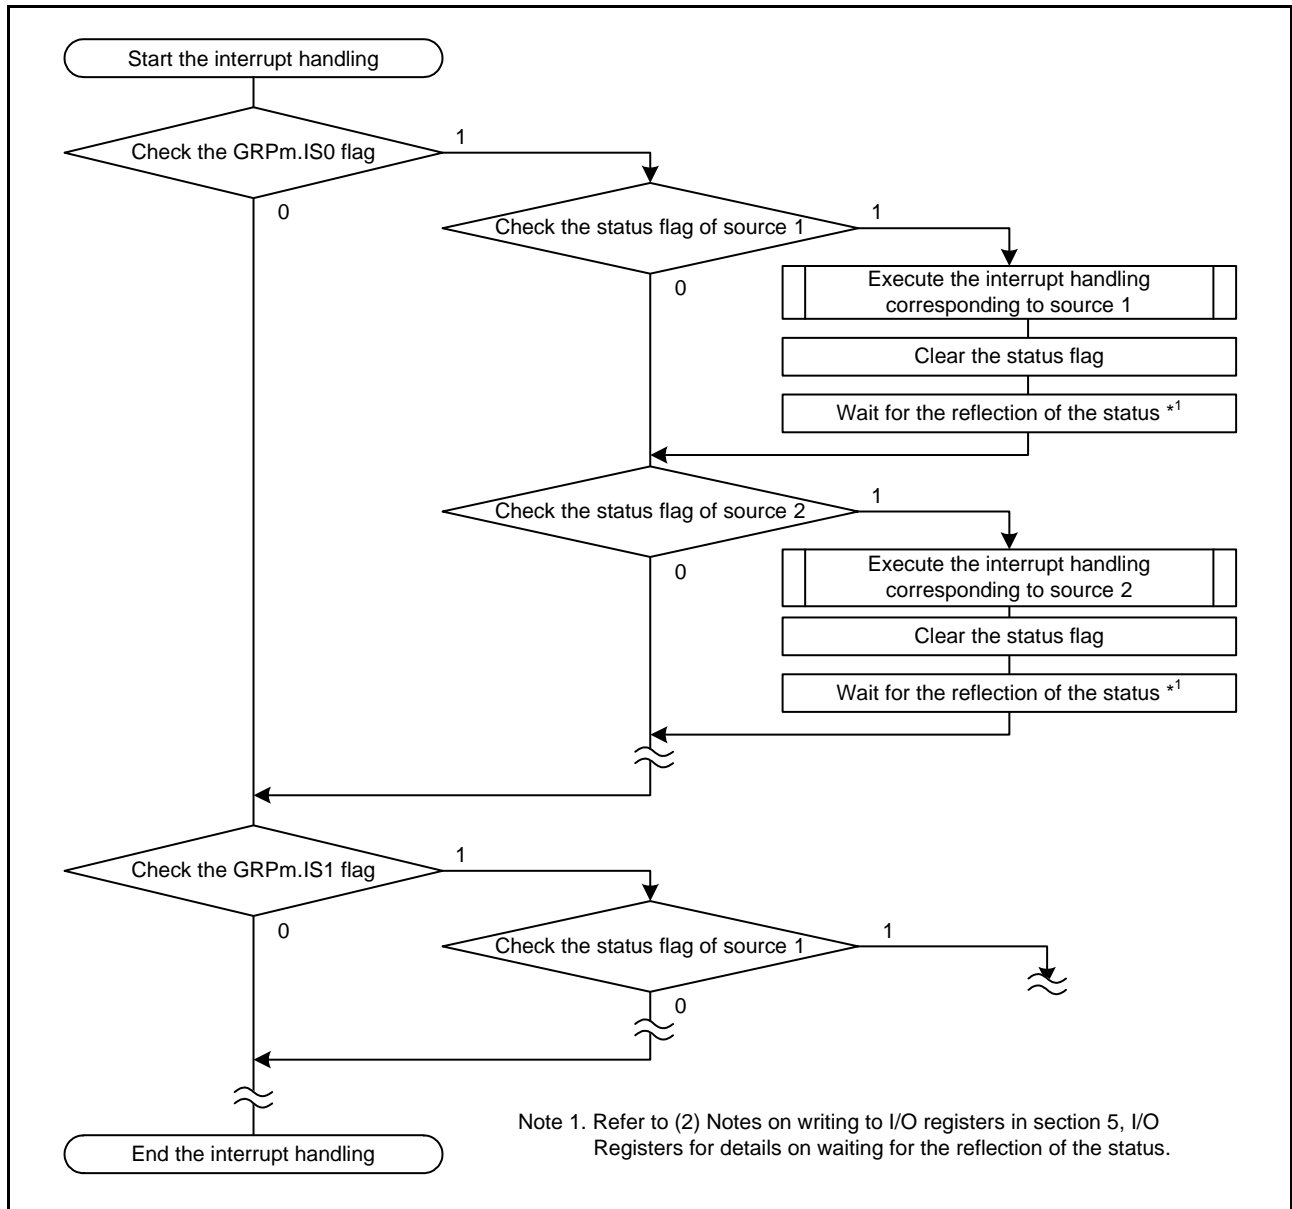 Start the interrupt handling
Check the GRPm.IS0 flag
1
0
Check the status flag of source 1
1
0
Execute the interrupt handling
corresponding to source 1
Clear the status flag
Wait for the reflection of the status *1
Check the status flag of source 2
1
0
Execute the interrupt handling
corresponding to source 2
Clear the status flag
Wait for the reflection of the status *1
Check the GRPm.IS1 flag
1
0
Check the status flag of source 1
1
0
End the interrupt handling
Note 1. Refer to (2) Notes on writing to I/O registers in section 5, I/O
Registers for details on waiting for the reflection of the status.